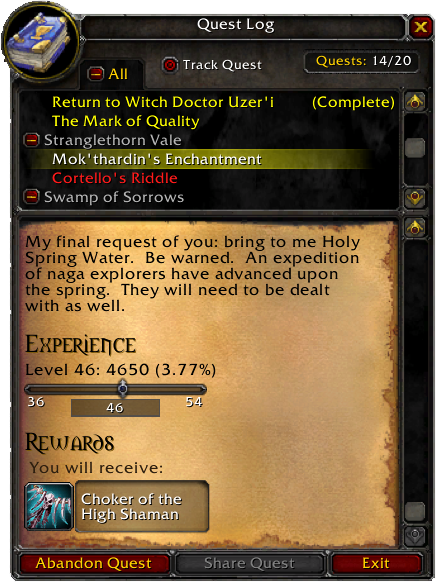 Quest Log
All
Track Quest
Quests: 14/20
Return to Witch Doctor Uzer'i (Complete)
The Mark of Quality
Stranglethorn Vale
Mok'thardin's Enchantment
Cortello's Riddle
Swamp of Sorrows
My final request of you: bring to me Holy
Spring Water. Be warned. An expedition
of naga explorers have advanced upon
the spring. They will need to be dealt
with as well.
Experience
Level 46: 4650 (3.77%)
36 46 54
Rewards
You will receive:
Choker of the
High Shaman
Abandon Quest Share Quest Exit